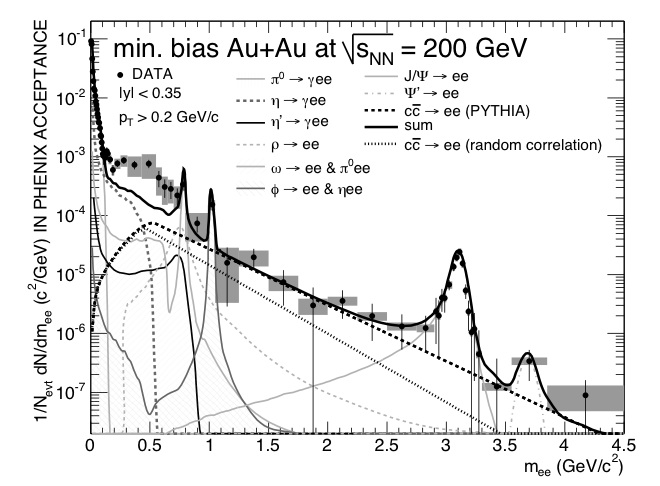 min. bias Au+Au at √sNN = 200 GeV
DATA
|y| < 0.35
pT > 0.2 GeV/c
π⁰ → γee
η → γee
η' → γee
ρ → ee
ω → ee & π⁰ee
ϕ → ee & ηee
J/Ψ → ee
Ψ' → ee
cc̅ → ee (PYTHIA)
sum
cc̅ → ee (random correlation)
1/Nevt dN/dmee (c²/GeV) IN PHENIX ACCEPTANCE
10⁻¹
10⁻²
10⁻³
10⁻⁴
10⁻⁵
10⁻⁶
10⁻⁷
0 0.5 1 1.5 2 2.5 3 3.5 4 4.5
mee (GeV/c²)